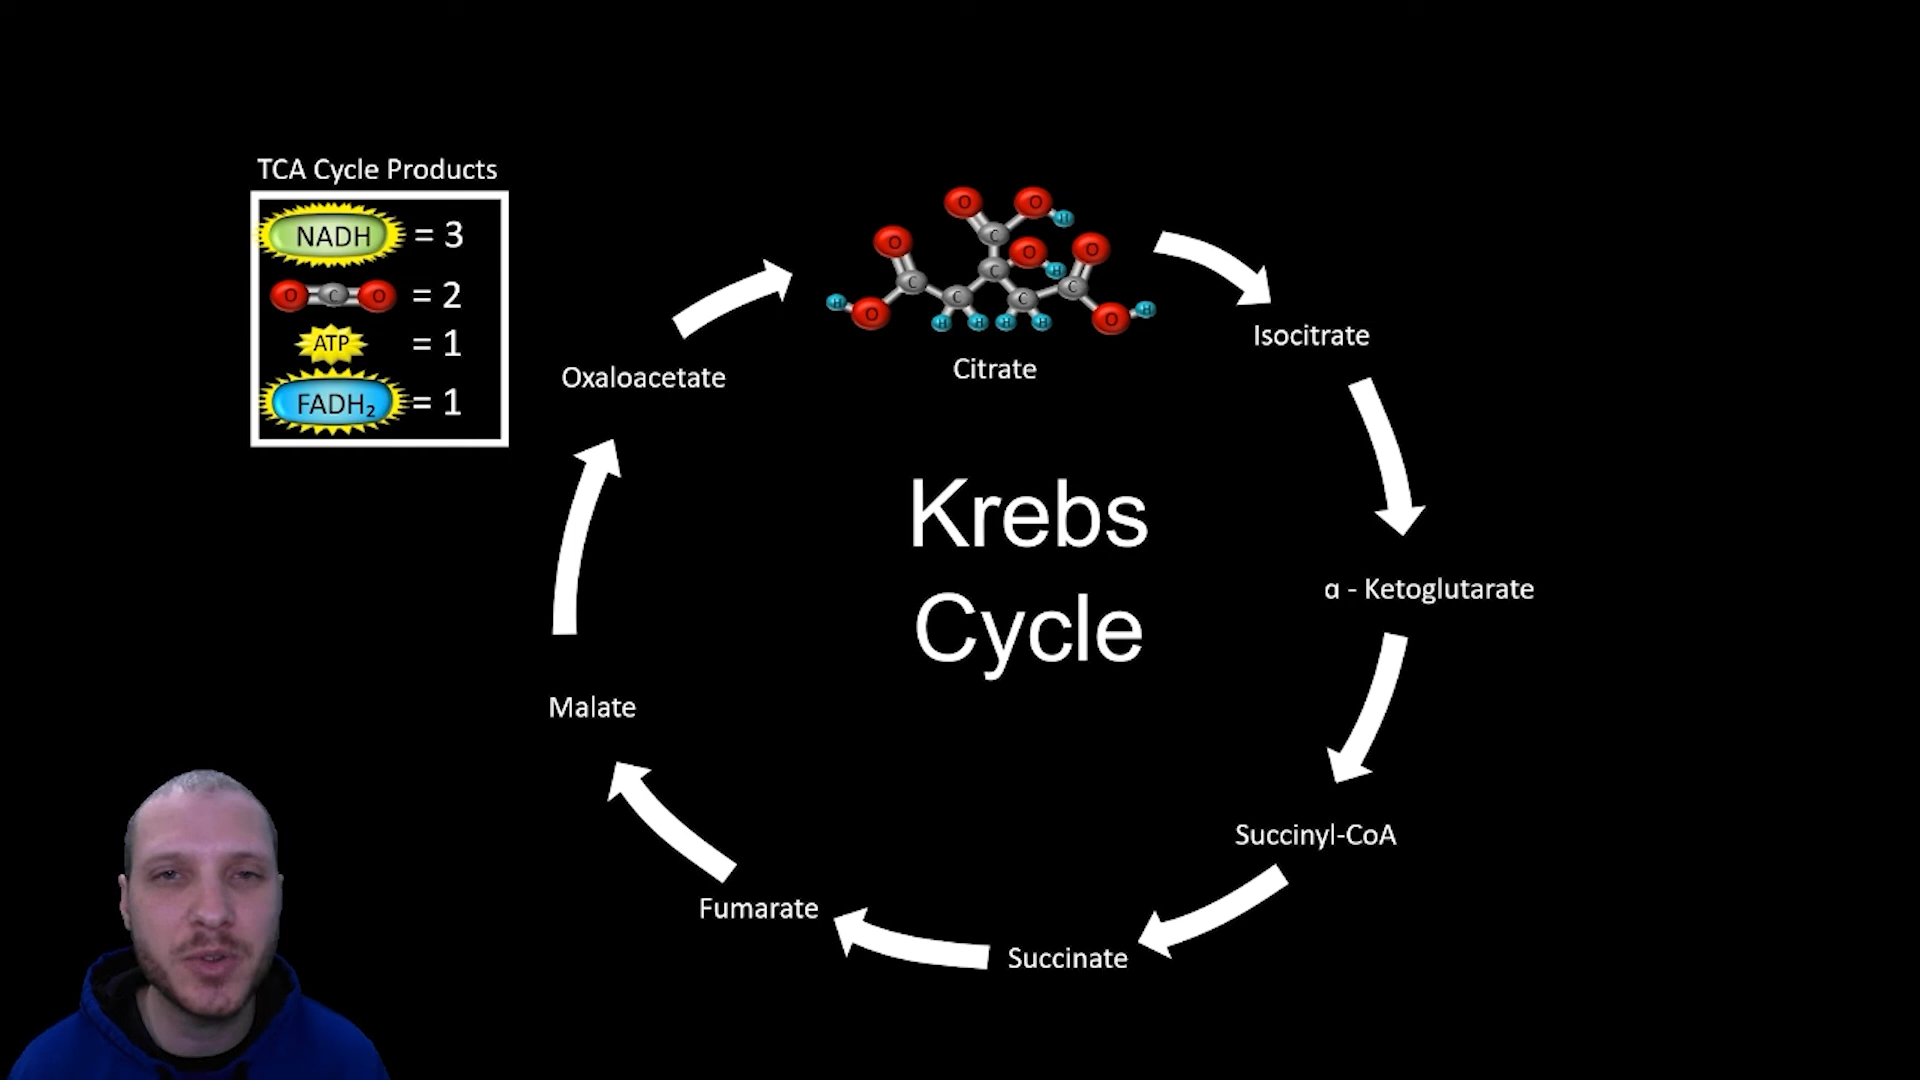 TCA Cycle Products
NADH = 3
O C O = 2
ATP = 1
FADH₂ = 1
O O H
C
O O O
C H
C C C C
H O H H H H O H
Citrate
Isocitrate
α - Ketoglutarate
Succinyl-CoA
Succinate
Fumarate
Malate
Oxaloacetate
Krebs
Cycle